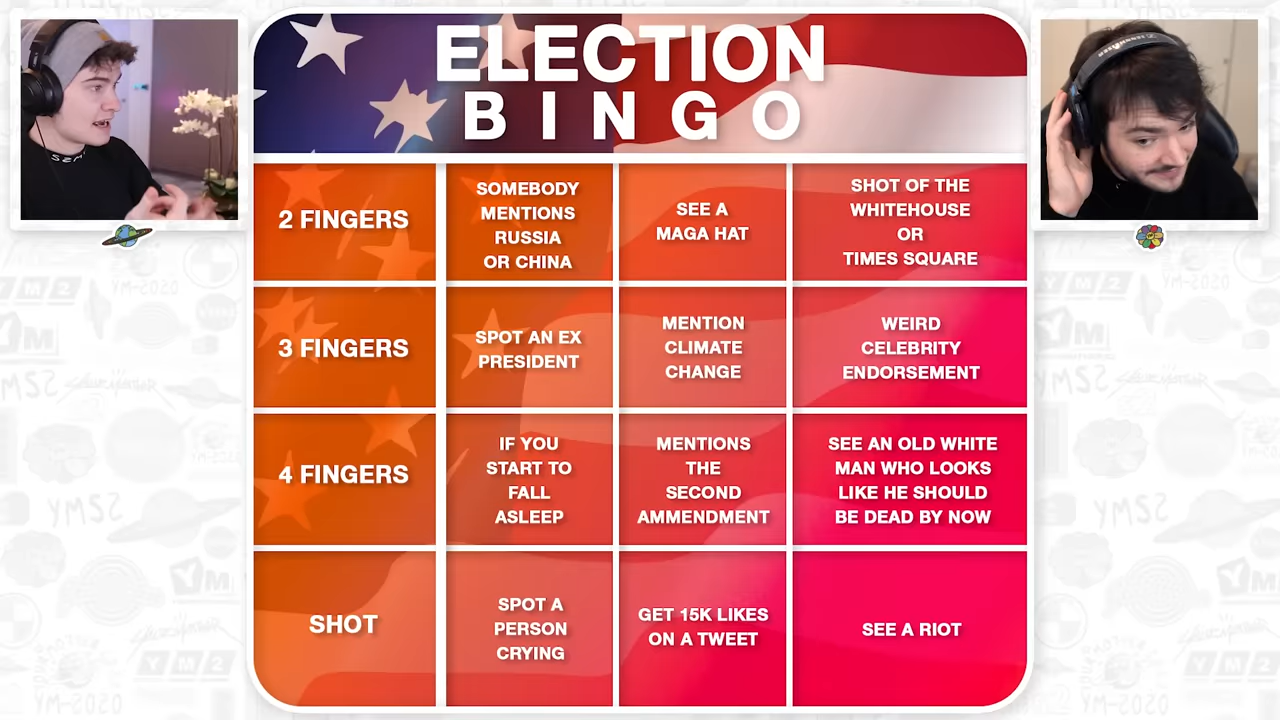 ELECTION
BINGO
2 FINGERS
SOMEBODY
MENTIONS
RUSSIA
OR CHINA
SEE A
MAGA HAT
SHOT OF THE
WHITEHOUSE
OR
TIMES SQUARE
3 FINGERS
SPOT AN EX
PRESIDENT
MENTION
CLIMATE
CHANGE
WEIRD
CELEBRITY
ENDORSEMENT
4 FINGERS
IF YOU
START TO
FALL
ASLEEP
MENTIONS
THE
SECOND
AMMENDMENT
SEE AN OLD WHITE
MAN WHO LOOKS
LIKE HE SHOULD
BE DEAD BY NOW
SHOT
SPOT A
PERSON
CRYING
GET 15K LIKES
ON A TWEET
SEE A RIOT